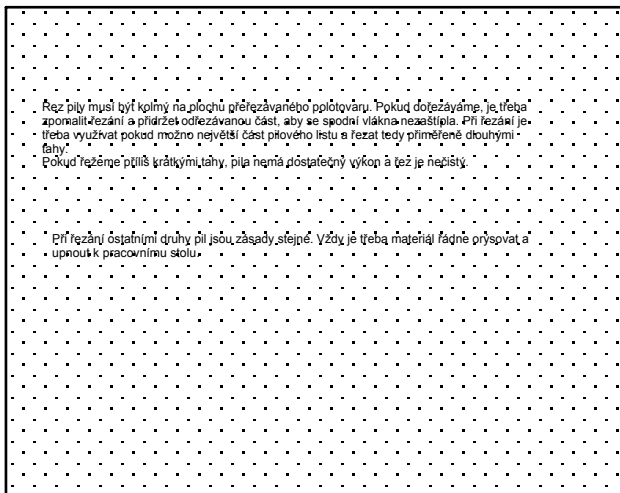 Řez pily musí být kolmý na plochu přeřezávaného polotovaru. Pokud dořezáváme, je třeba
zpomalit řezání a přidržet odřezávanou část, aby se spodní vlákna nezaštípla. Při řezání je
třeba využívat pokud možno největší část pilového listu a řezat tedy přiměřeně dlouhými
tahy.
Pokud řežeme příliš krátkými tahy, pila nemá dostatečný výkon a řez je nečistý.
Při řezání ostatními druhy pil jsou zásady stejné. Vždy je třeba materiál řádně orýsovat a
upnout k pracovnímu stolu.